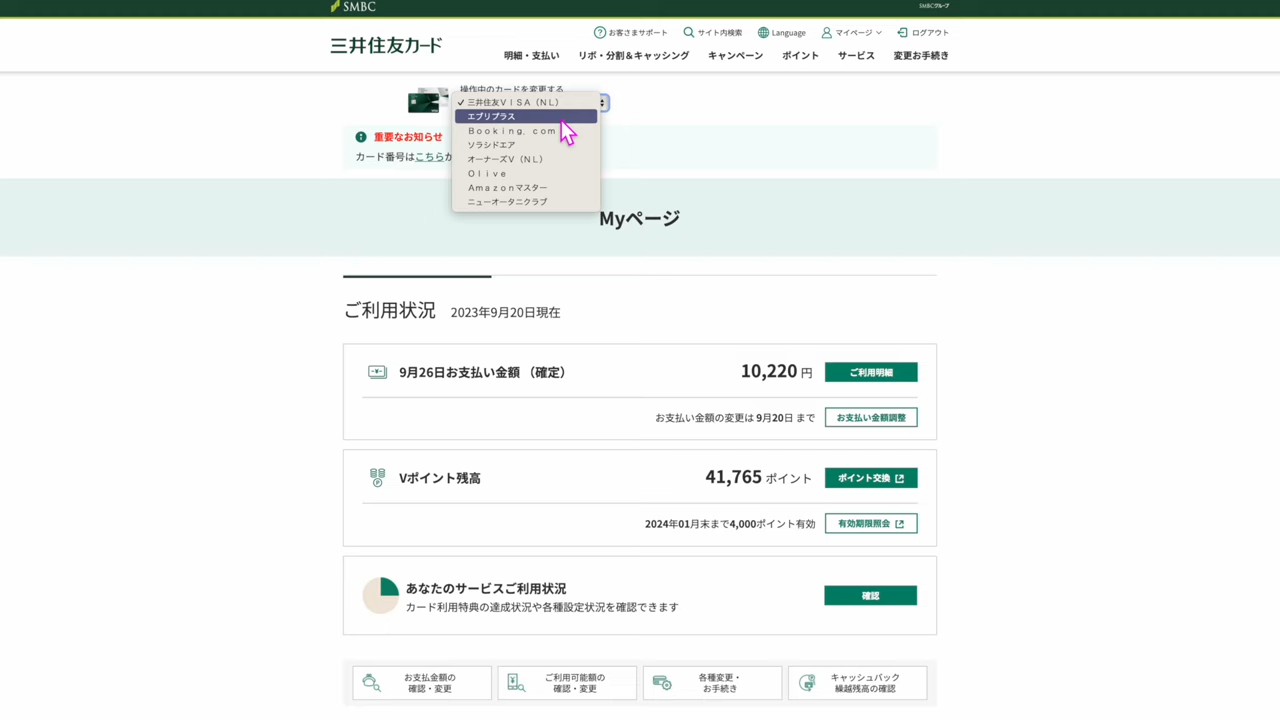 SMBC
SMBCグループ
三井住友カード
お客さまサポート
サイト内検索
Language
マイページ
ログアウト
明細・支払い
リボ・分割&キャッシング
キャンペーン
ポイント
サービス
変更お手続き
操作中のカードを変更する
✓ 三井住友ＶＩＳＡ（ＮＬ）
エブリプラス
Ｂｏｏｋｉｎｇ．ｃｏｍ
ソラシドエア
オーナーズＶ（ＮＬ）
Ｏｌｉｖｅ
Ａｍａｚｏｎマスター
ニューオータニクラブ
重要なお知らせ
カード番号はこちらか
Myページ
ご利用状況 2023年9月20日現在
9月26日お支払い金額 （確定） 10,220 円 ご利用明細
お支払い金額の変更は 9月20日 まで お支払い金額調整
Vポイント残高 41,765 ポイント ポイント交換
2024年01月末まで4,000ポイント有効 有効期限照会
あなたのサービスご利用状況
カード利用特典の達成状況や各種設定状況を確認できます
確認
お支払金額の
確認・変更
ご利用可能額の
確認・変更
各種変更・
お手続き
キャッシュバック
繰越残高の確認